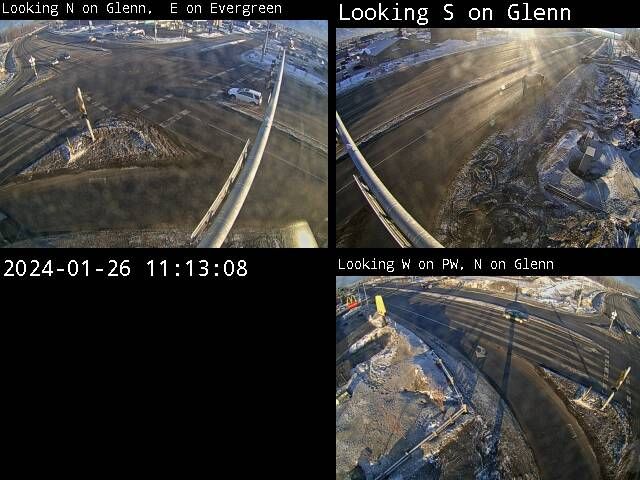 Looking N on Glenn,  E on Evergreen
Looking S on Glenn
2024-01-26 11:13:08
Looking W on PW, N on Glenn